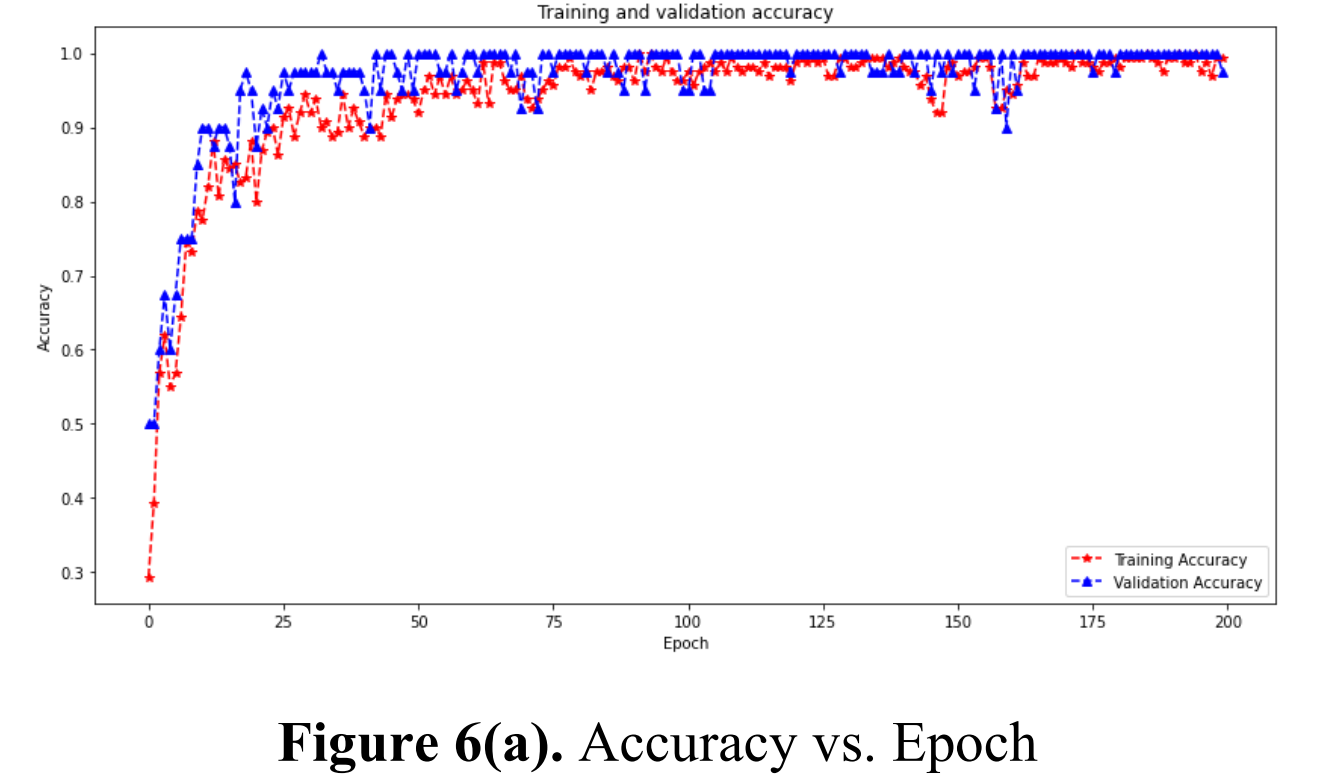 Training and validation accuracy
1.0
0.9
0.8
0.7
0.6
0.5
0.4
0.3
Accuracy
0 25 50 75 100 125 150 175 200
Epoch
Training Accuracy
Validation Accuracy
Figure 6(a). Accuracy vs. Epoch